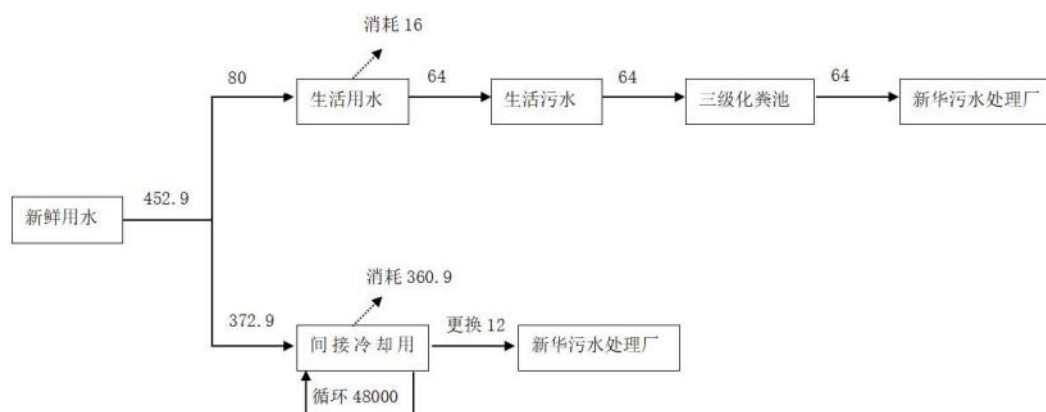 消耗 16
80
64
64
64
生活用水
生活污水
三级化粪池
新华污水处理厂
452.9
新鲜用水
消耗 360.9
372.9
更换 12
间接冷却用
新华污水处理厂
循环 48000